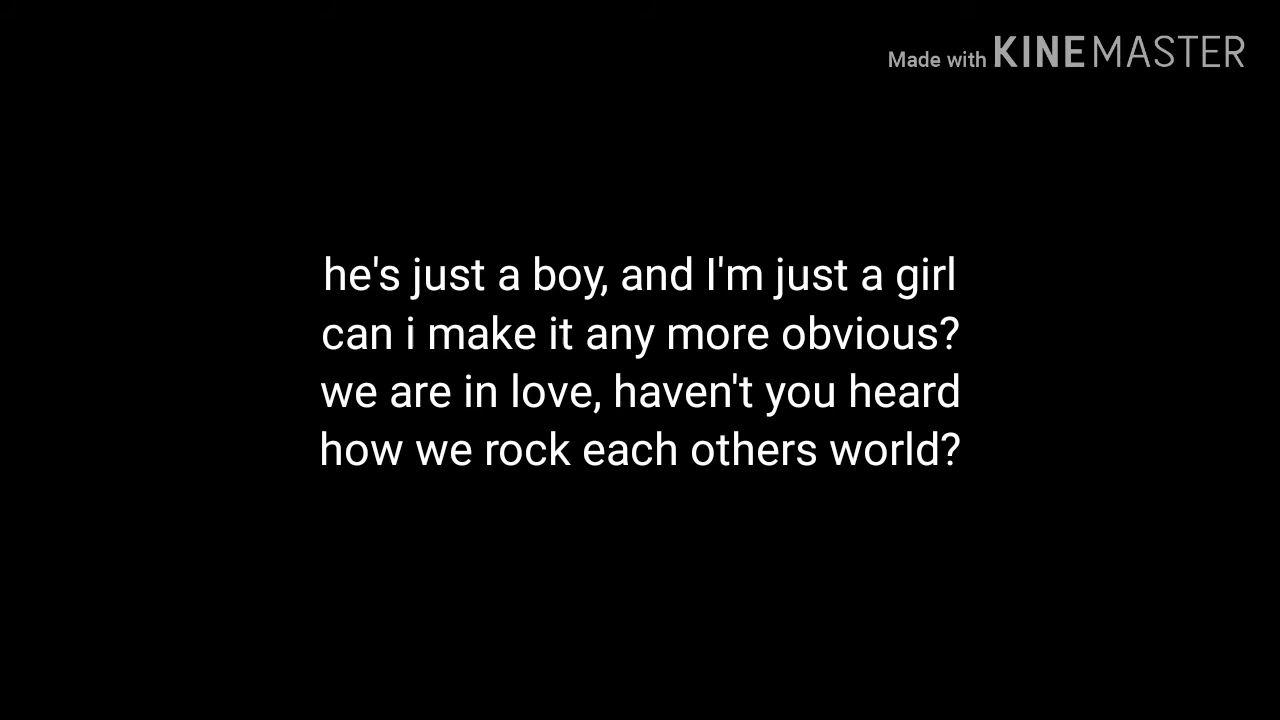 Made with KINEMASTER
he's just a boy, and I'm just a girl
can i make it any more obvious?
we are in love, haven't you heard
how we rock each others world?